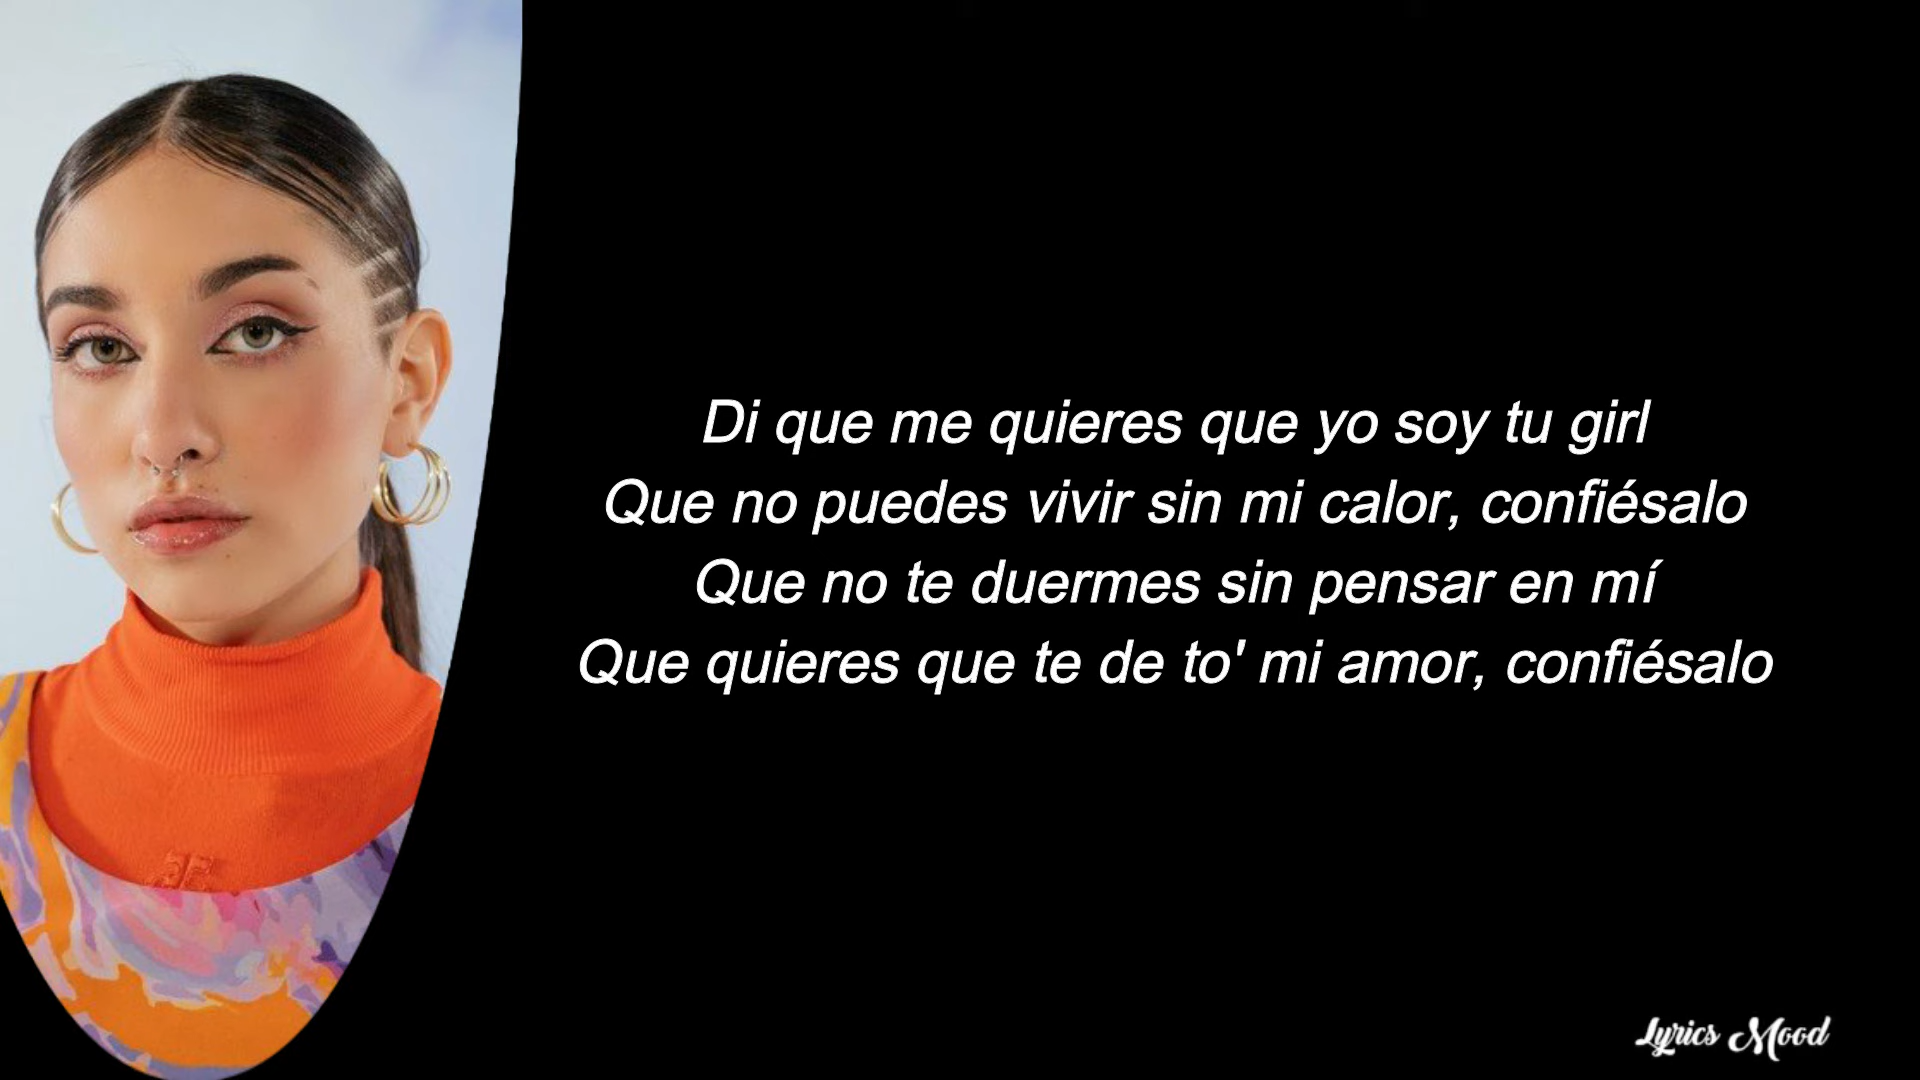 Di que me quieres que yo soy tu girl
Que no puedes vivir sin mi calor, confiésalo
Que no te duermes sin pensar en mí
Que quieres que te de to' mi amor, confiésalo
Lyrics Mood